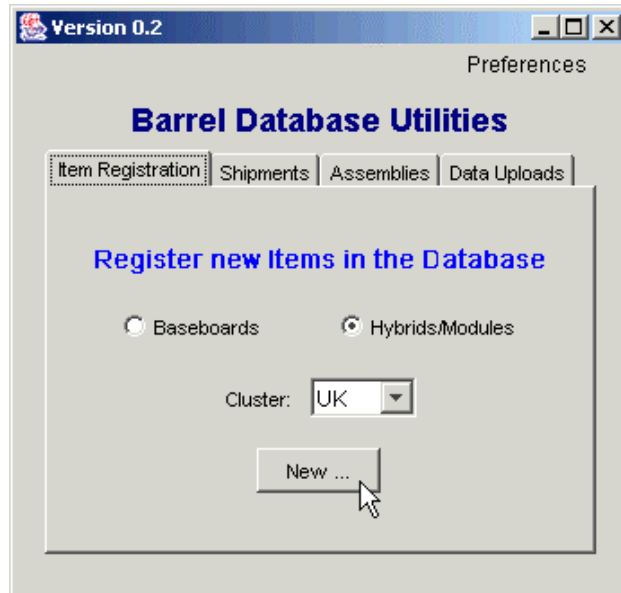 Version 0.2
Preferences
Barrel Database Utilities
Item Registration Shipments Assemblies Data Uploads
Register new Items in the Database
Baseboards Hybrids/Modules
Cluster: UK
New ...